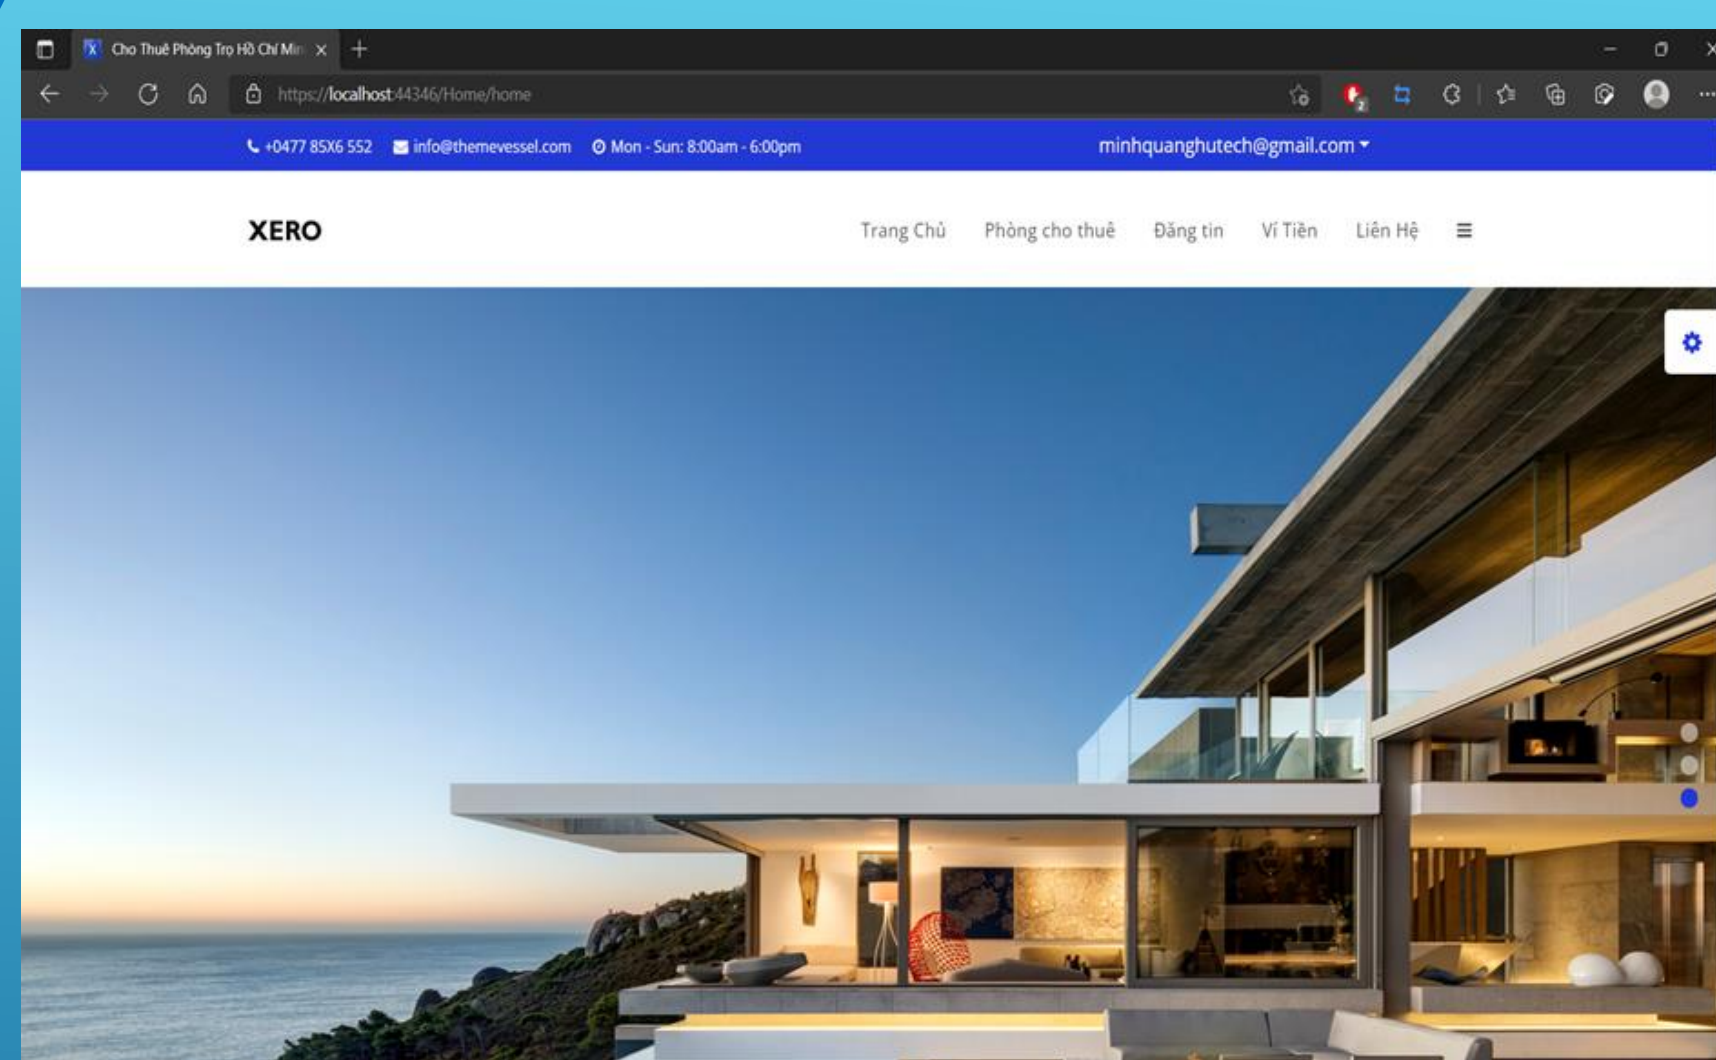 Cho Thuê Phòng Trọ Hồ Chí Min
https://localhost:44346/Home/home
2
+0477 85X6 552 info@themevessel.com Mon - Sun: 8:00am - 6:00pm minhquanghutech@gmail.com
XERO Trang Chủ Phòng cho thuê Đăng tin Ví Tiền Liên Hệ